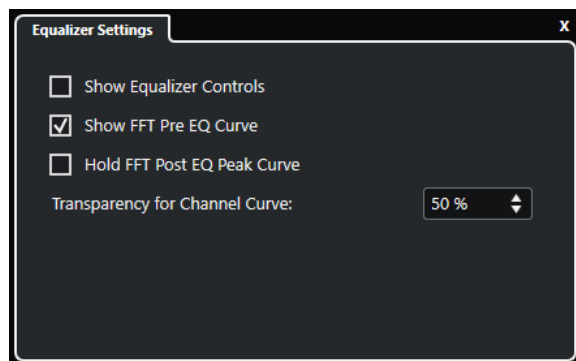 Equalizer Settings
X
Show Equalizer Controls
Show FFT Pre EQ Curve
Hold FFT Post EQ Peak Curve
Transparency for Channel Curve: 50 %